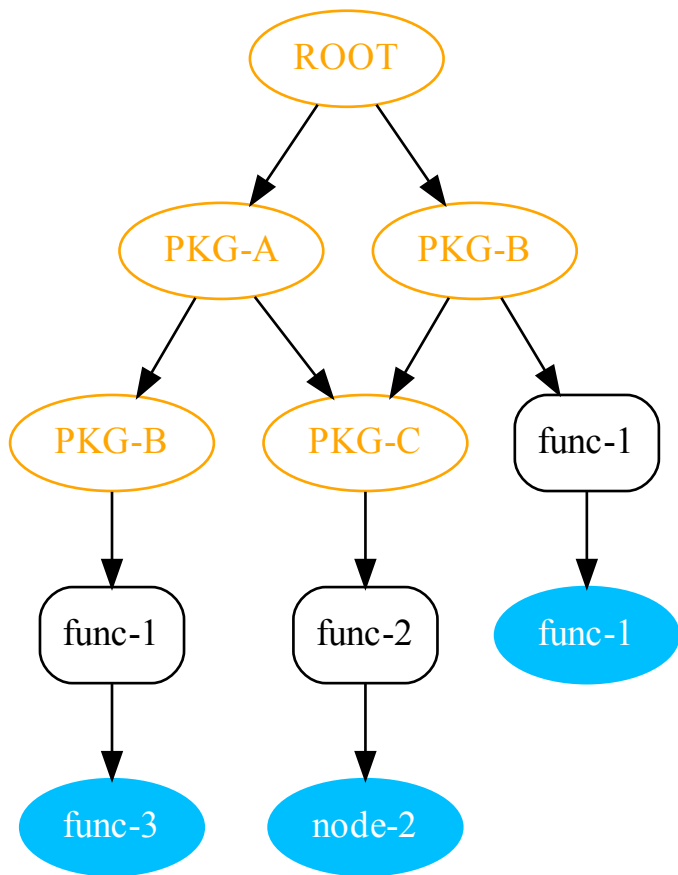 ROOT
PKG-A
PKG-B
PKG-B
PKG-C
func-1
func-1
func-2
func-1
func-3
node-2